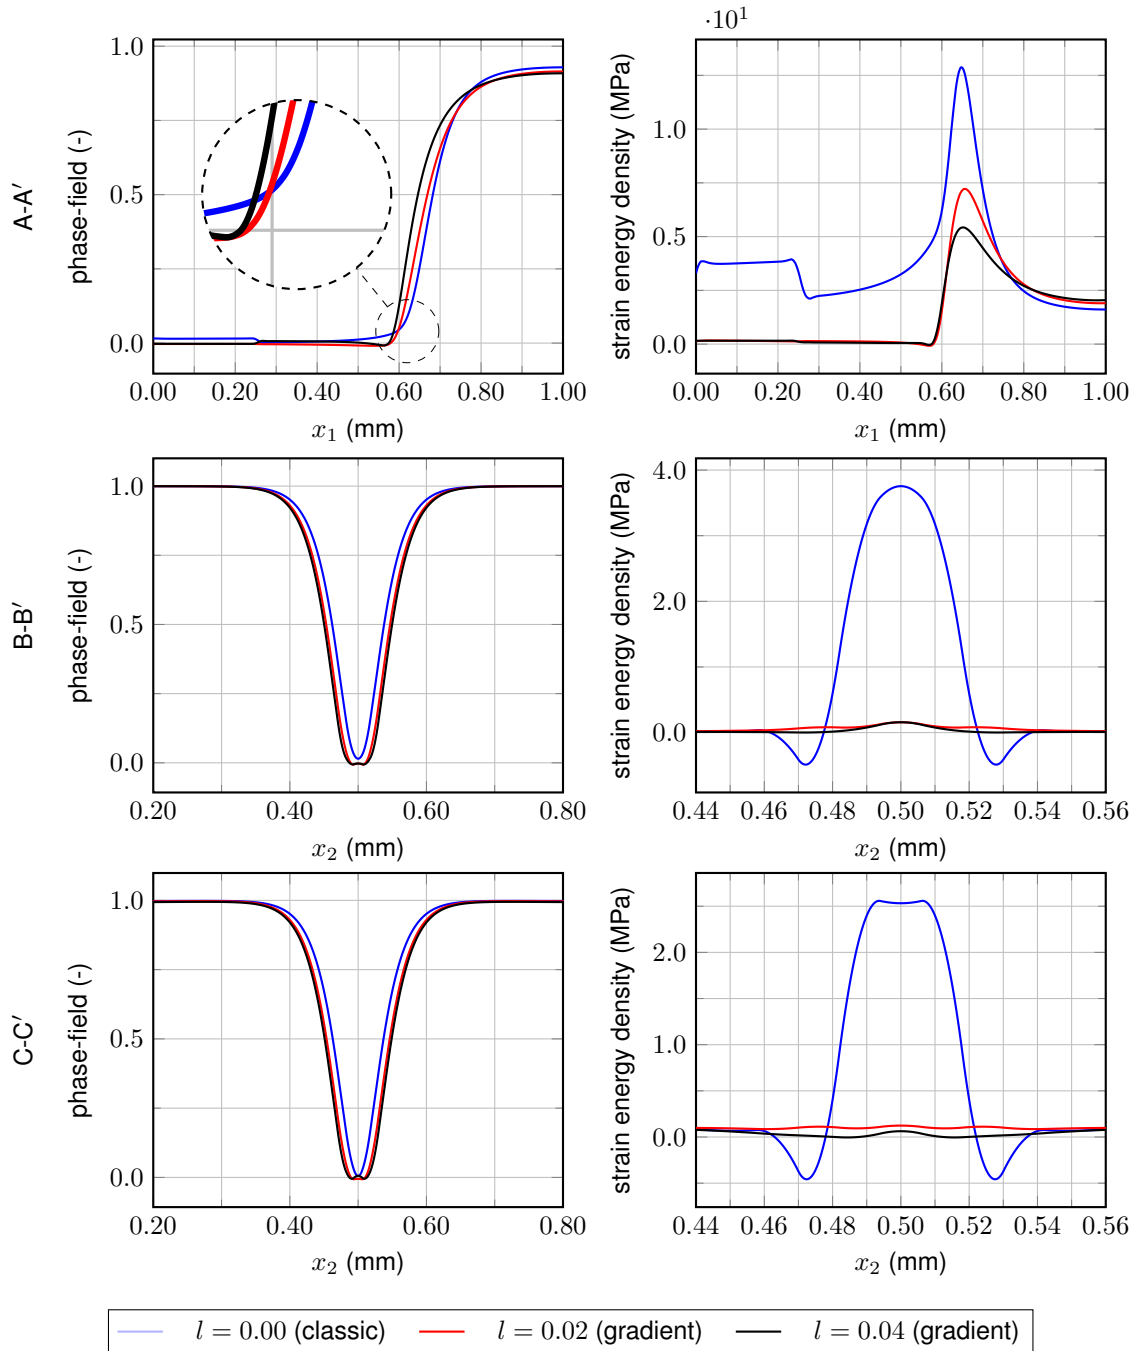 ·10¹
A-A′
phase-field (-)
1.0
0.5
0.0
0.00 0.20 0.40 0.60 0.80 1.00
x₁ (mm)
strain energy density (MPa)
1.0
0.5
0.0
0.00 0.20 0.40 0.60 0.80 1.00
x₁ (mm)
B-B′
phase-field (-)
1.0
0.5
0.0
0.20 0.40 0.60 0.80
x₂ (mm)
strain energy density (MPa)
4.0
2.0
0.0
0.44 0.46 0.48 0.50 0.52 0.54 0.56
x₂ (mm)
C-C′
phase-field (-)
1.0
0.5
0.0
0.20 0.40 0.60 0.80
x₂ (mm)
strain energy density (MPa)
2.0
1.0
0.0
0.44 0.46 0.48 0.50 0.52 0.54 0.56
x₂ (mm)
l = 0.00 (classic) l = 0.02 (gradient) l = 0.04 (gradient)